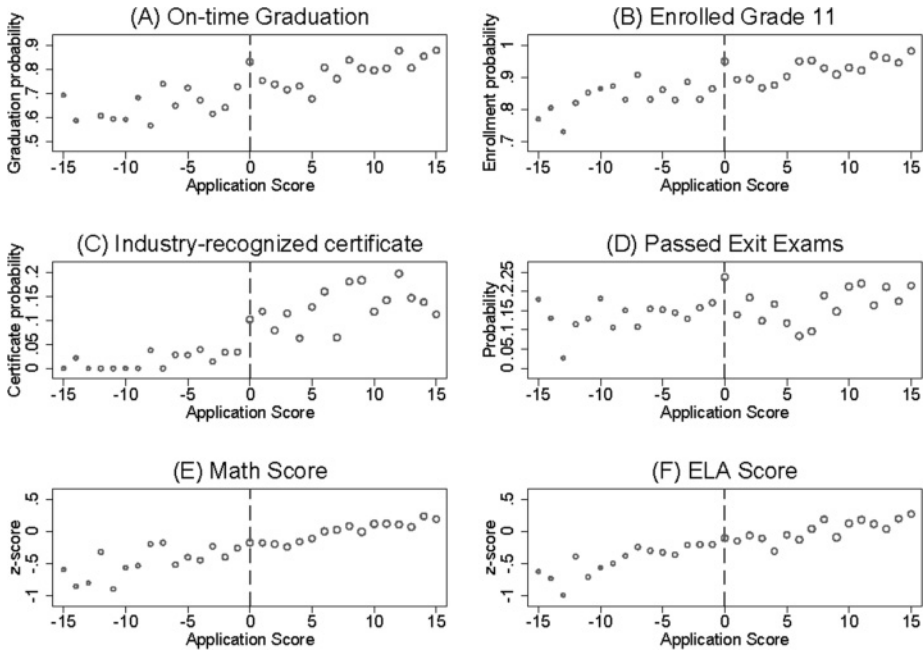 (A) On-time Graduation
Graduation probability
.5 .6 .7 .8 .9
-15 -10 -5 0 5 10 15
Application Score
(B) Enrolled Grade 11
Enrollment probability
.7 .8 .9 1
-15 -10 -5 0 5 10 15
Application Score
(C) Industry-recognized certificate
Certificate probability
0 .05 .1 .15 .2
-15 -10 -5 0 5 10 15
Application Score
(D) Passed Exit Exams
Probability
0 .05 .1 .15 .2 .25
-15 -10 -5 0 5 10 15
Application Score
(E) Math Score
z-score
-1 -.5 0 .5
-15 -10 -5 0 5 10 15
Application Score
(F) ELA Score
z-score
-1 -.5 0 .5
-15 -10 -5 0 5 10 15
Application Score